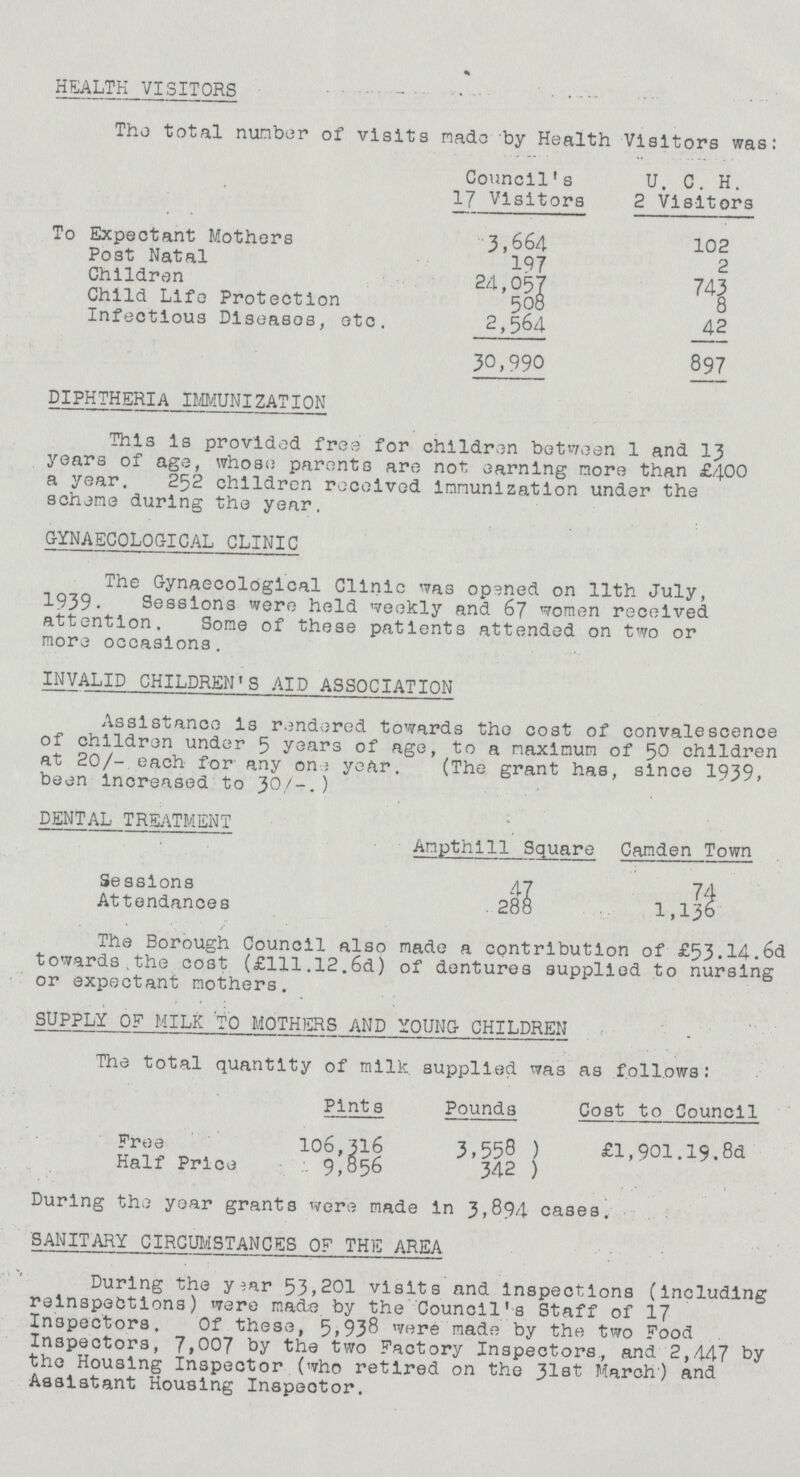 HEALTH VISITORS
The total number of visits made by Health Visitors was:
Council's U. C. H.
17 Visitors 2 Visitors
To Expectant Mothers 3,664 102
Post Natal 197 2
Children 24,057 743
Child Life Protection 508 8
Infectious Diseases, etc. 2,564 42
30,990 897
DIPHTHERIA IMMUNIZATION
This is provided free for children between 1 and 13
years of age, whose parents are not earning more than £400
a year. 252 children received immunization under the
scheme during the year.
GYNAECOLOGICAL CLINIC
The Gynaecological Clinic was opened on 11th July,
1939. Sessions were held weekly and 67 women received
attention. Some of these patients attended on two or
more occasions.
INVALID CHILDREN'S AID ASSOCIATION
Assistance is rendered towards the cost of convalescence
of children under 5 years of age, to a maximum of 50 children
at 20/- each for any one year. (The grant has, since 1939,
been increased to 30/-.)
DENTAL TREATMENT
Ampthill Square Camden Town
Sessions 47 74
Attendances 288 1,136
The Borough Council also made a contribution of £53.14.6d
towards the cost (£111.12.6d) of dentures supplied to nursing
or expectant mothers.
SUPPLY OF MILK TO MOTHERS AND YOUNG CHILDREN
The total quantity of milk supplied was as follows:
Pints Pounds Cost to Council
Free 106,316 3,558 ) £1,901.19.8d
Half Price 9,856 342 )
During the year grants were made in 3,894 cases.
SANITARY CIRCUMSTANCES OF THE AREA
During the year 53,201 visits and inspections (including
reinspections) were made by the Council's Staff of 17
Inspectors. Of these, 5,938 were made by the two Food
Inspectors, 7,007 by the two Factory Inspectors, and 2,447 by
the Housing Inspector (who retired on the 31st March) and
Assistant Housing Inspector.